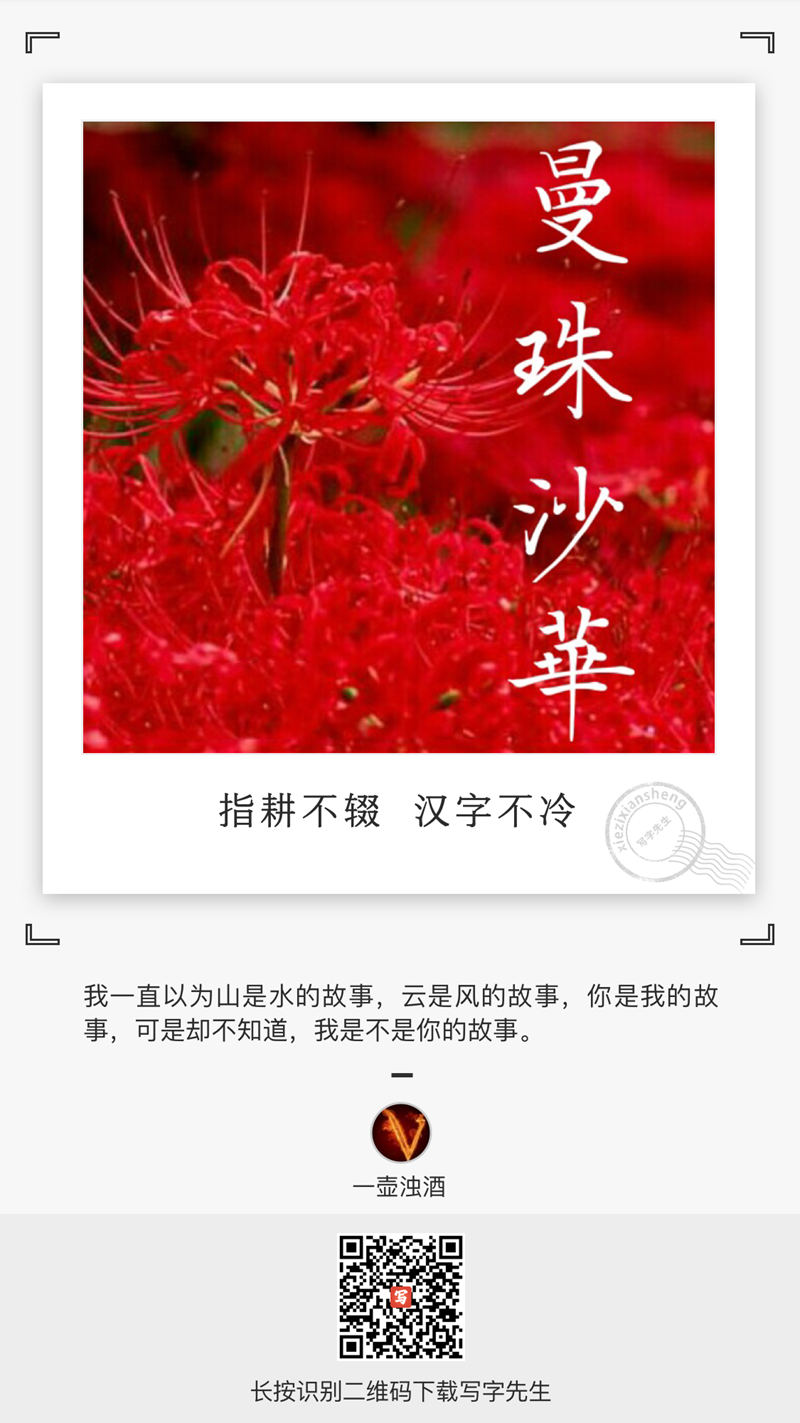 曼珠沙華
指耕不辍 汉字不冷
xiezixiansheng
写字先生
我一直以为山是水的故事，云是风的故事，你是我的故
事，可是却不知道，我是不是你的故事。
一壶浊酒
写
长按识别二维码下载写字先生